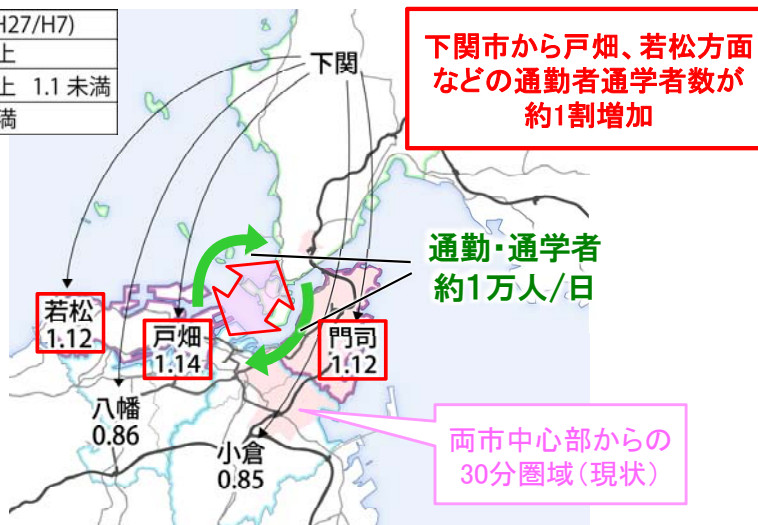 H27/H7)
上
上 1.1 未満
満
下関市から戸畑、若松方面
などの通勤者通学者数が
約1割増加
下関
通勤・通学者
約1万人/日
若松
1.12
戸畑
1.14
門司
1.12
八幡
0.86
小倉
0.85
両市中心部からの
30分圏域(現状)